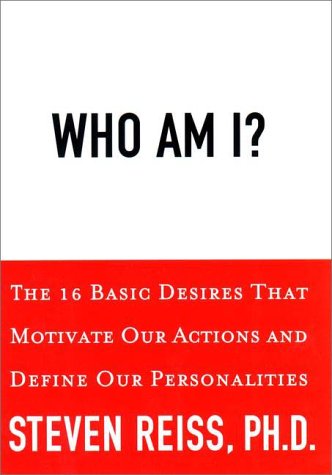 WHO AM I?
THE 16 BASIC DESIRES THAT
MOTIVATE OUR ACTIONS AND
DEFINE OUR PERSONALITIES
STEVEN REISS, PH.D.